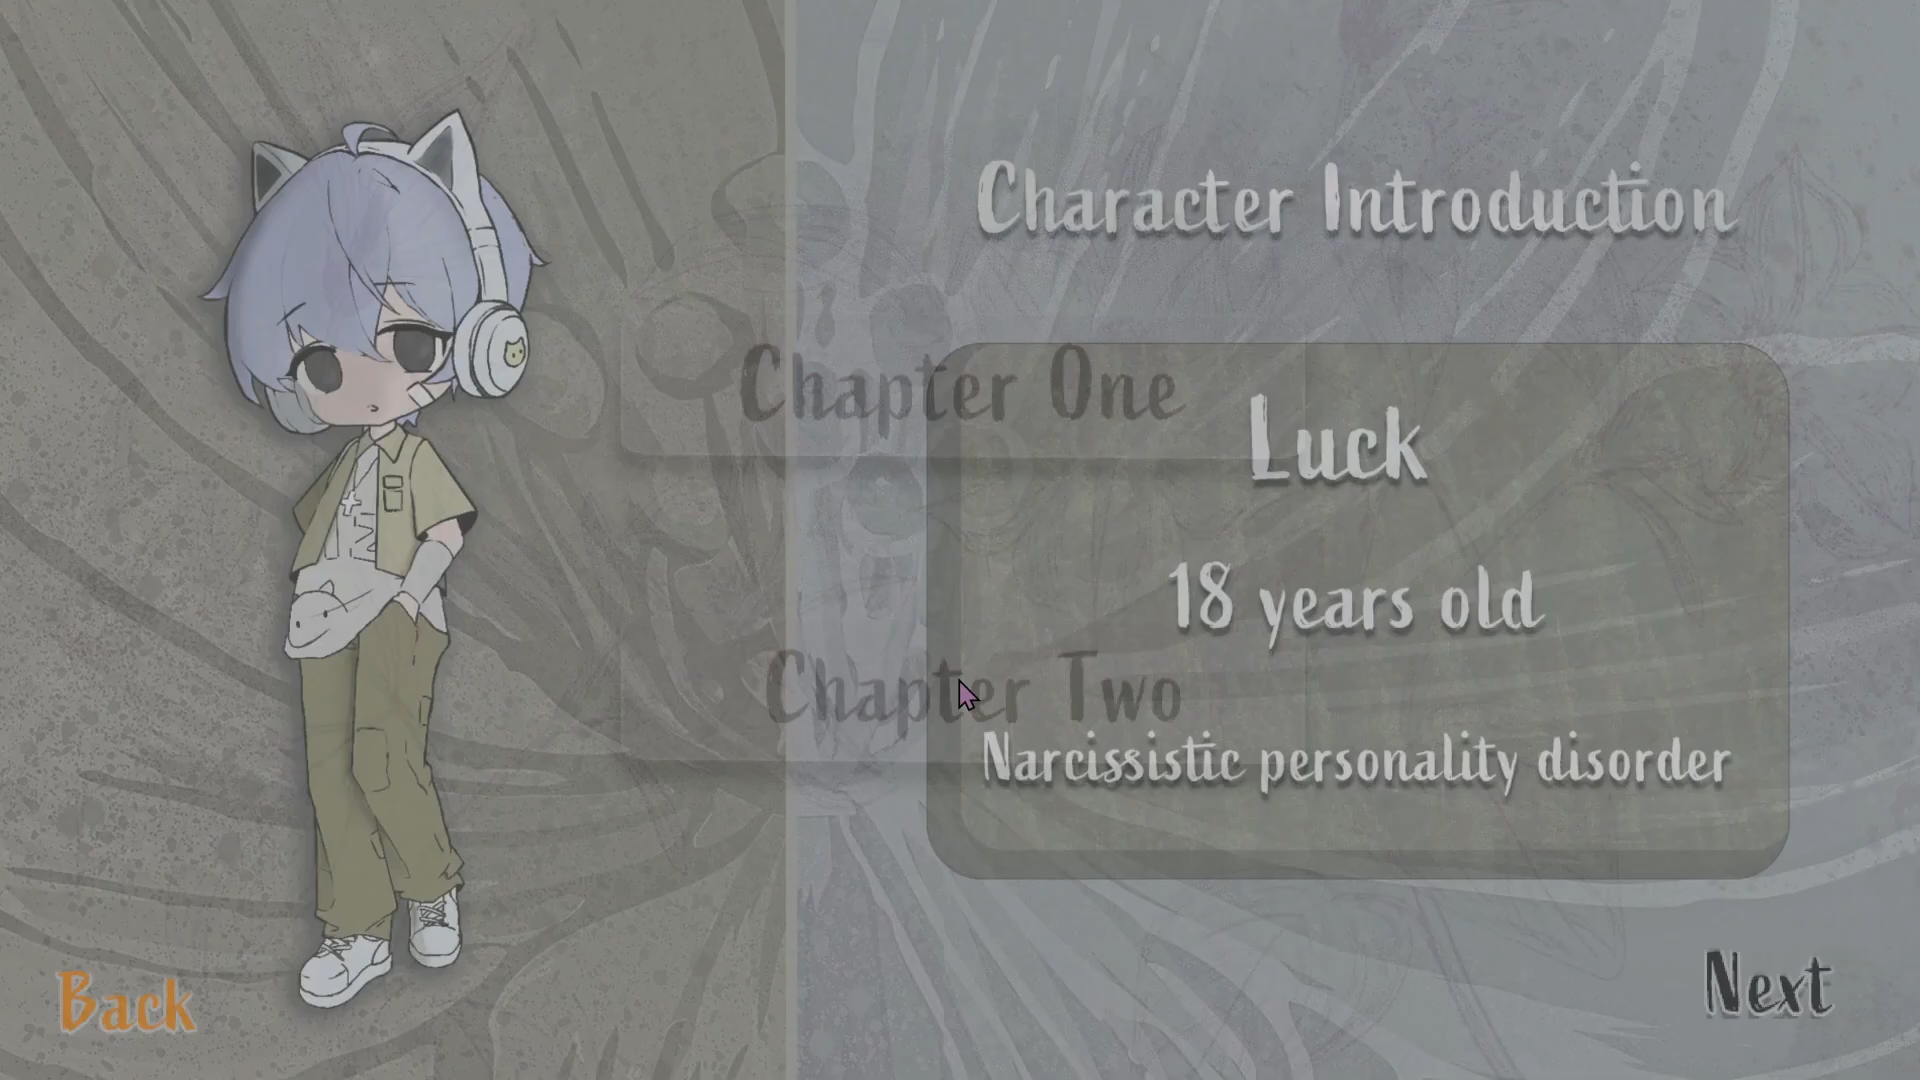 Character Introduction
Chapter One
Luck
18 years old
Chapter Two
Narcissistic personality disorder
Back
Next